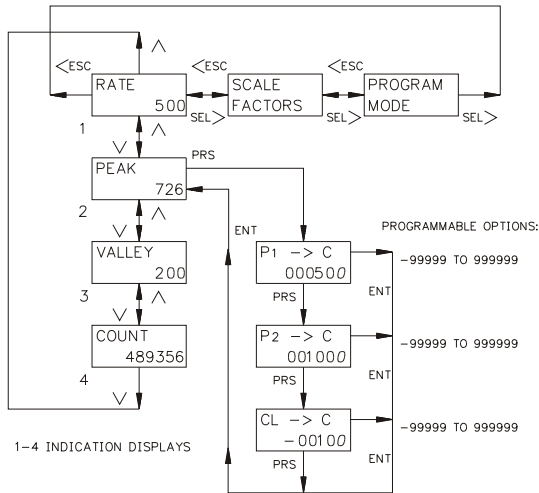 <ESC
<ESC
<ESC
RATE
500
SCALE
FACTORS
PROGRAM
MODE
SEL>
SEL>
SEL>
1
PRS
PEAK
726
2
ENT
PROGRAMMABLE OPTIONS:
VALLEY
200
P1 -> C
000500
-99999 TO 999999
3
PRS
ENT
COUNT
489356
P2 -> C
001000
-99999 TO 999999
4
PRS
ENT
CL -> C
-00100
-99999 TO 999999
1-4 INDICATION DISPLAYS
PRS
ENT